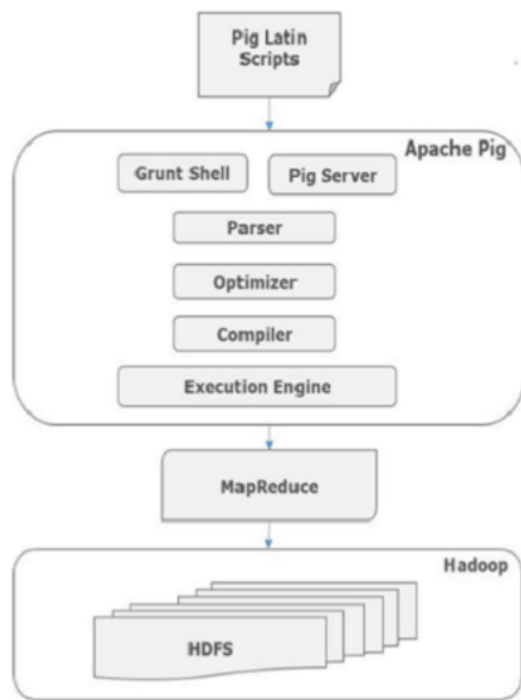 Pig Latin
Scripts
Apache Pig
Grunt Shell
Pig Server
Parser
Optimizer
Compiler
Execution Engine
MapReduce
Hadoop
HDFS